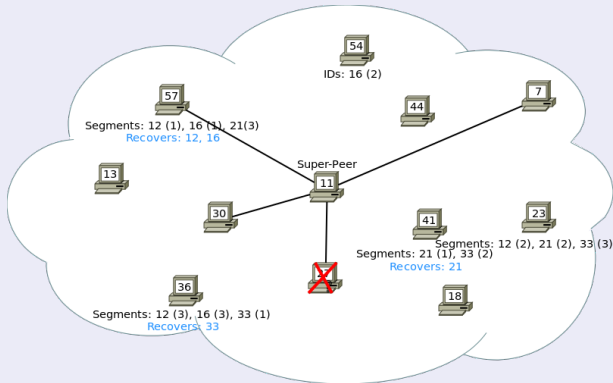 54
IDs: 16 (2)
57
44
7
Segments: 12 (1), 16 (1), 21(3)
Recovers: 12, 16
Super-Peer
13
11
30
41
23
Segments: 12 (2), 21 (2), 33 (3)
Segments: 21 (1), 33 (2)
Recovers: 21
36
18
Segments: 12 (3), 16 (3), 33 (1)
Recovers: 33